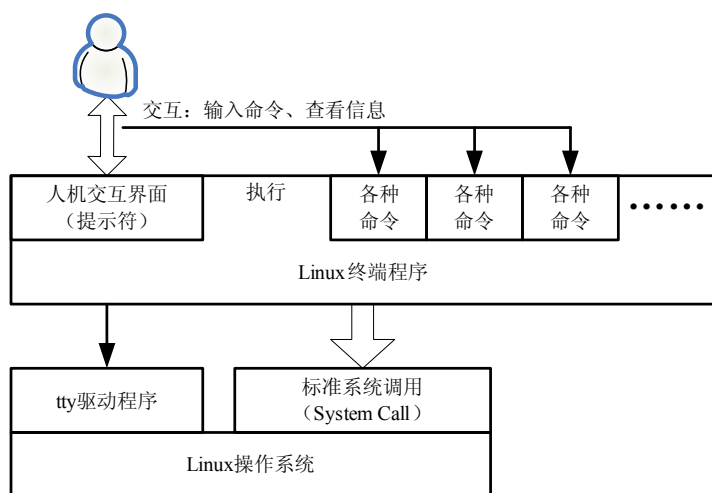 交互：输入命令、查看信息
人机交互界面
（提示符）
执行
各种
命令
各种
命令
各种
命令
……
Linux终端程序
tty驱动程序
标准系统调用
（System Call）
Linux操作系统